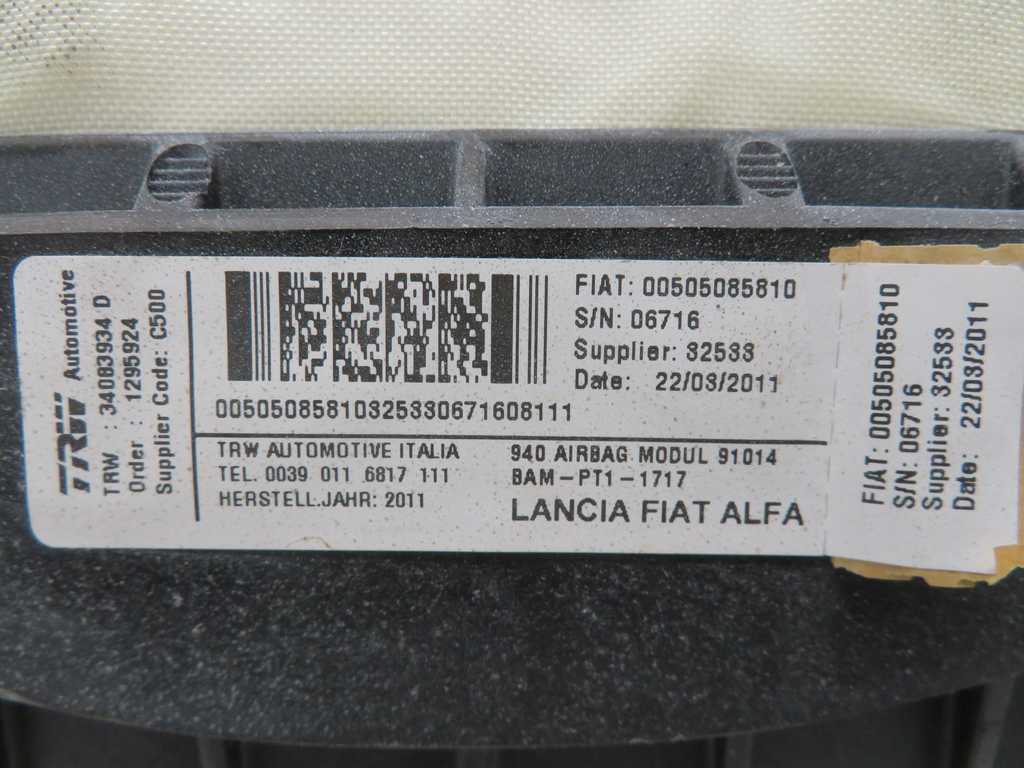 TRW Automotive
TRW : 34083934 D
Order : 1295924
Supplier Code: C500
FIAT: 00505085810
S/N: 06716
Supplier: 32533
Date: 22/03/2011
00505085810325330671608111
TRW AUTOMOTIVE ITALIA
TEL. 0039 011 6817 111
HERSTELL.JAHR: 2011
940 AIRBAG MODUL 91014
BAM-PT1-1717
LANCIA FIAT ALFA
FIAT: 00505085810
S/N: 06716
Supplier: 32533
Date: 22/03/2011